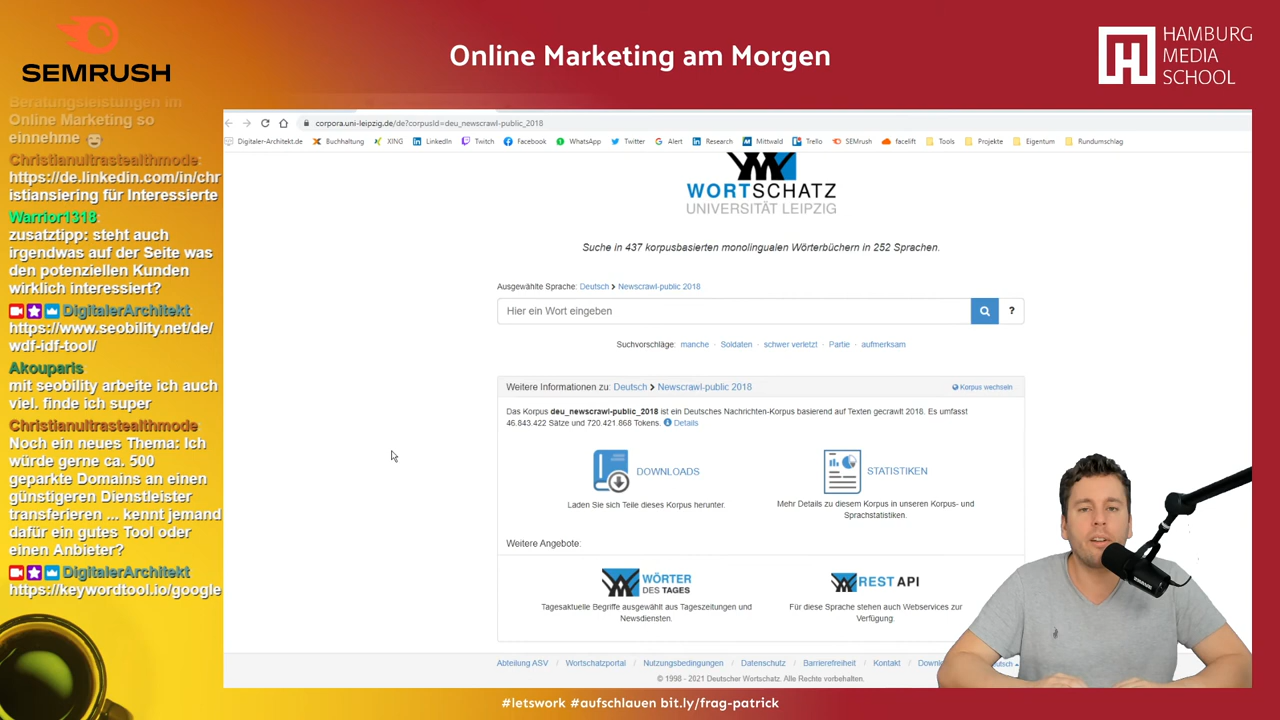 SEMRUSH
Online Marketing am Morgen
HAMBURG
MEDIA
SCHOOL
Beratungsleistungen im
Online Marketing so
einnehme
Christianultrastealthmode:
https://de.linkedin.com/in/chr
istiansiering für Interessierte
Warrior1318:
zusatztipp: steht auch
irgendwas auf der Seite was
den potenziellen Kunden
wirklich interessiert?
DigitalerArchitekt:
https://www.seobility.net/de/
wdf-idf-tool/
Akouparis:
mit seobility arbeite ich auch
viel. finde ich super
Christianultrastealthmode:
Noch ein neues Thema: Ich
würde gerne ca. 500
geparkte Domains an einen
günstigeren Dienstleister
transferieren ... kennt jemand
dafür ein gutes Tool oder
einen Anbieter?
DigitalerArchitekt:
https://keywordtool.io/google
corpora.uni-leipzig.de/de?corpusId=deu_newscrawl-public_2018
Digitaler-Architekt.de Buchhaltung XING LinkedIn Twitch Facebook WhatsApp Twitter Alert Research Mittwald Trello SEMrush facelift Tools Projekte Eigentum Rundumschlag
WORTSCHATZ
UNIVERSITÄT LEIPZIG
Suche in 437 korpusbasierten monolingualen Wörterbüchern in 252 Sprachen.
Ausgewählte Sprache: Deutsch > Newscrawl-public 2018
Hier ein Wort eingeben ?
Suchvorschläge: manche · Soldaten · schwer verletzt · Partie · aufmerksam
Weitere Informationen zu: Deutsch > Newscrawl-public 2018 Korpus wechseln
Das Korpus deu_newscrawl-public_2018 ist ein Deutsches Nachrichten-Korpus basierend auf Texten gecrawlt 2018. Es umfasst
46.843.422 Sätze und 720.421.868 Tokens. Details
DOWNLOADS
Laden Sie sich Teile dieses Korpus herunter.
STATISTIKEN
Mehr Details zu diesem Korpus in unseren Korpus- und
Sprachstatistiken.
Weitere Angebote:
WÖRTER
DES TAGES
Tagesaktuelle Begriffe ausgewählt aus Tageszeitungen und
Newsdiensten.
REST API
Für diese Sprache stehen auch Webservices zur
Verfügung.
Abteilung ASV / Wortschatzportal / Nutzungsbedingungen / Datenschutz / Barrierefreiheit / Kontakt /
© 1998 - 2021 Deutscher Wortschatz. Alle Rechte vorbehalten.
#letswork #aufschlauen bit.ly/frag-patrick